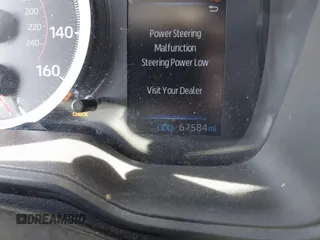 200
220
240
140
160
CHECK
Power Steering
Malfunction
Steering Power Low
Visit Your Dealer
ODO 67584 mi
DREAMBID